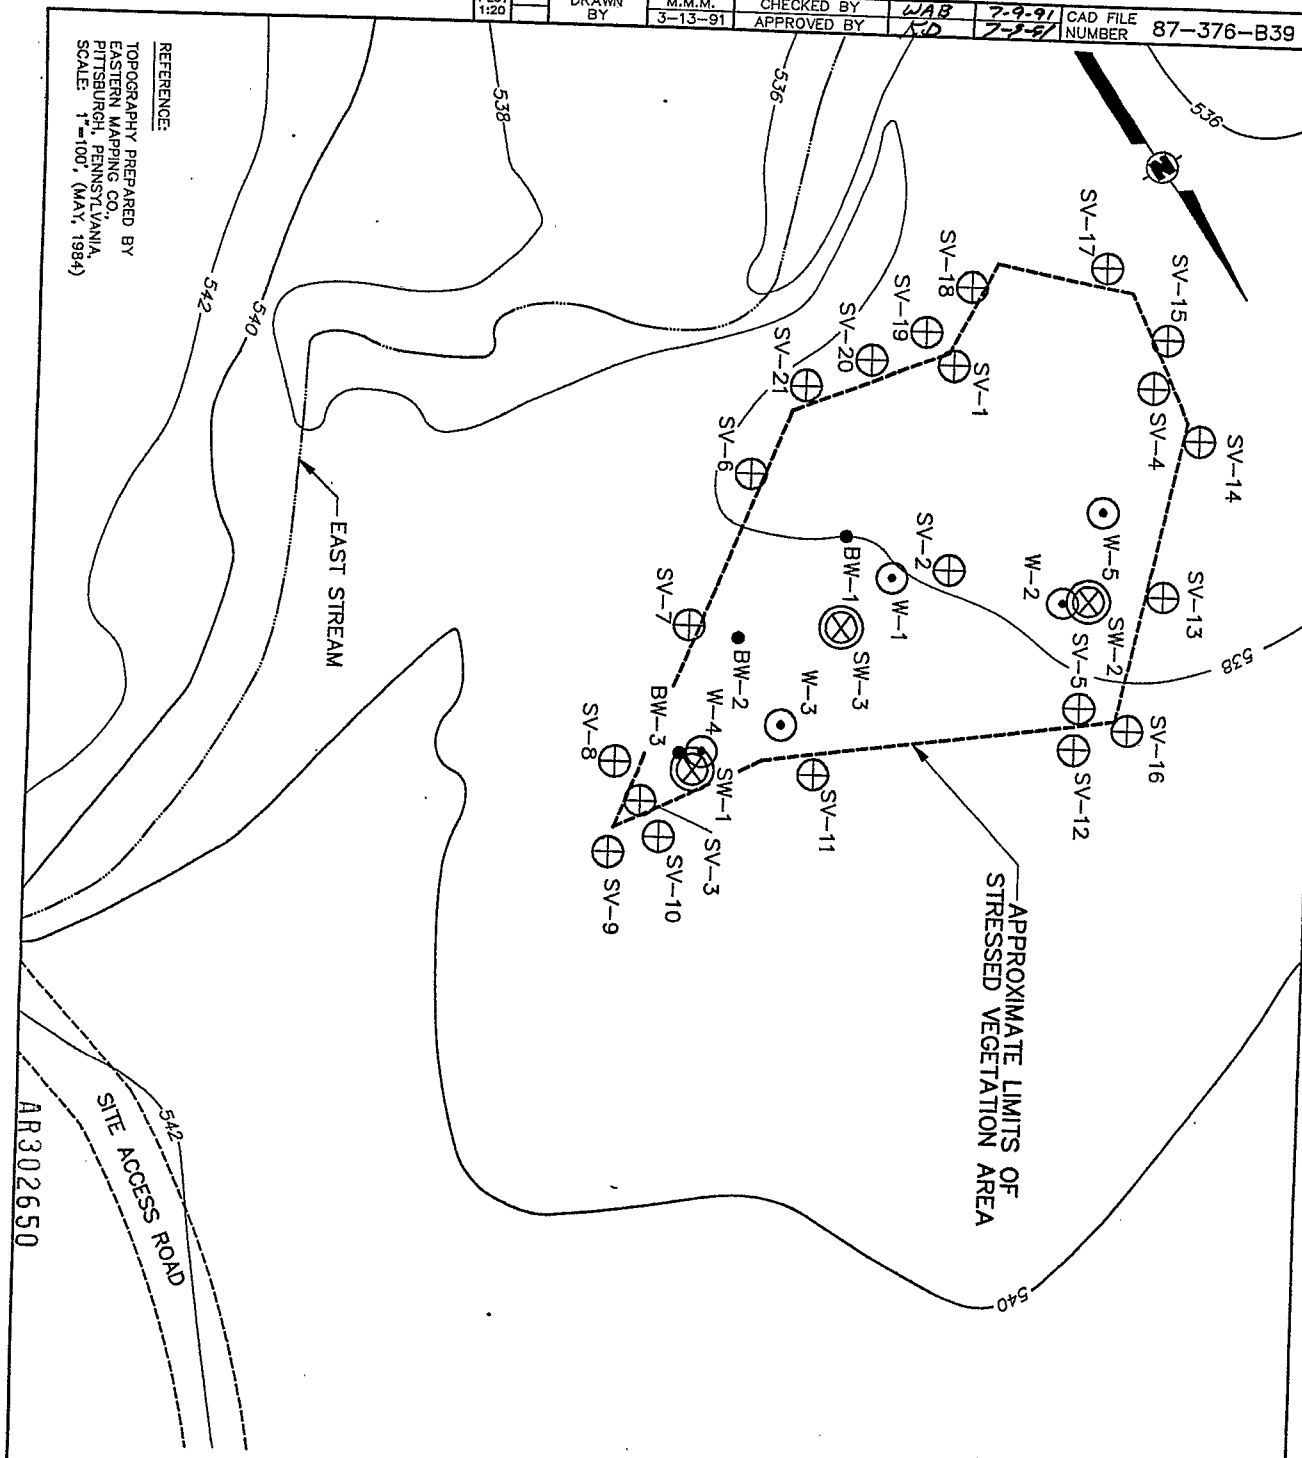 1:20
DRAWN
BY
M.M.M.
3-13-91
CHECKED BY
APPROVED BY
WAB
KD
7-9-91
7-9-91
CAD FILE
NUMBER
87-376-B39
REFERENCE:
TOPOGRAPHY PREPARED BY
EASTERN MAPPING CO.,
PITTSBURGH, PENNSYLVANIA,
SCALE: 1"=100', (MAY, 1984)
N
536
536
538
542
540
538
540
542
SV-17
SV-15
SV-18
SV-19
SV-20
SV-21
SV-1
SV-4
SV-14
SV-6
W-5
SV-2
BW-1
W-1
W-2
SV-13
SW-2
SV-7
SW-3
SV-5
BW-2
W-3
SV-16
BW-3
W-4
SV-8
SW-1
SV-12
SV-11
SV-3
SV-10
SV-9
EAST STREAM
APPROXIMATE LIMITS OF
STRESSED VEGETATION AREA
SITE ACCESS ROAD
AR302650